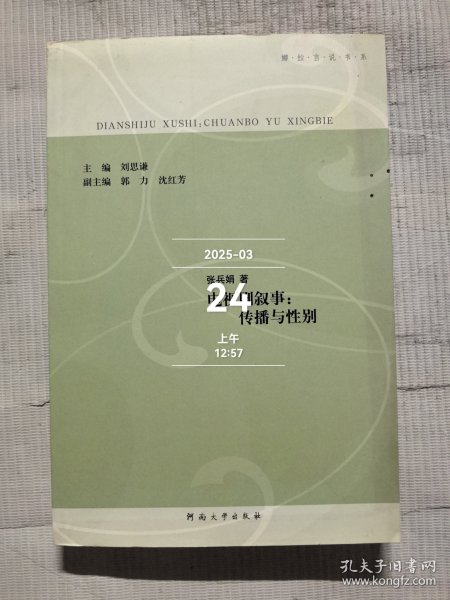 娜·拉·言·说·书·系
DIANSHIJU XUSHI:CHUANBO YU XINGBIE
主 编 刘思谦
副主编 郭 力 沈红芳
2025-03
张兵娟 著
24
电视剧叙事：
传播与性别
上午
12:57
河南大学出版社
孔夫子旧书网
www.kongfz.com